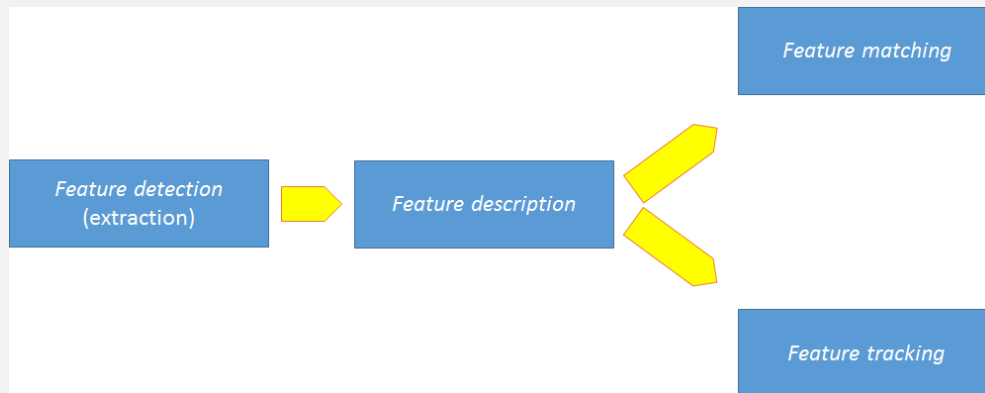 Feature matching
Feature detection
(extraction)
Feature description
Feature tracking